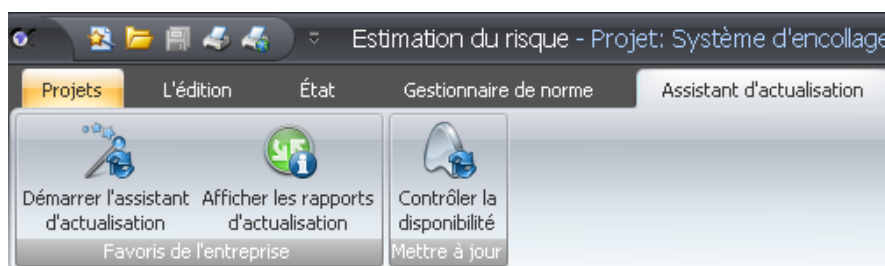 Estimation du risque - Projet: Système d'encollage
Projets L'édition État Gestionnaire de norme Assistant d'actualisation
Démarrer l'assistant Afficher les rapports Contrôler la
d'actualisation d'actualisation disponibilité
Favoris de l'entreprise Mettre à jour